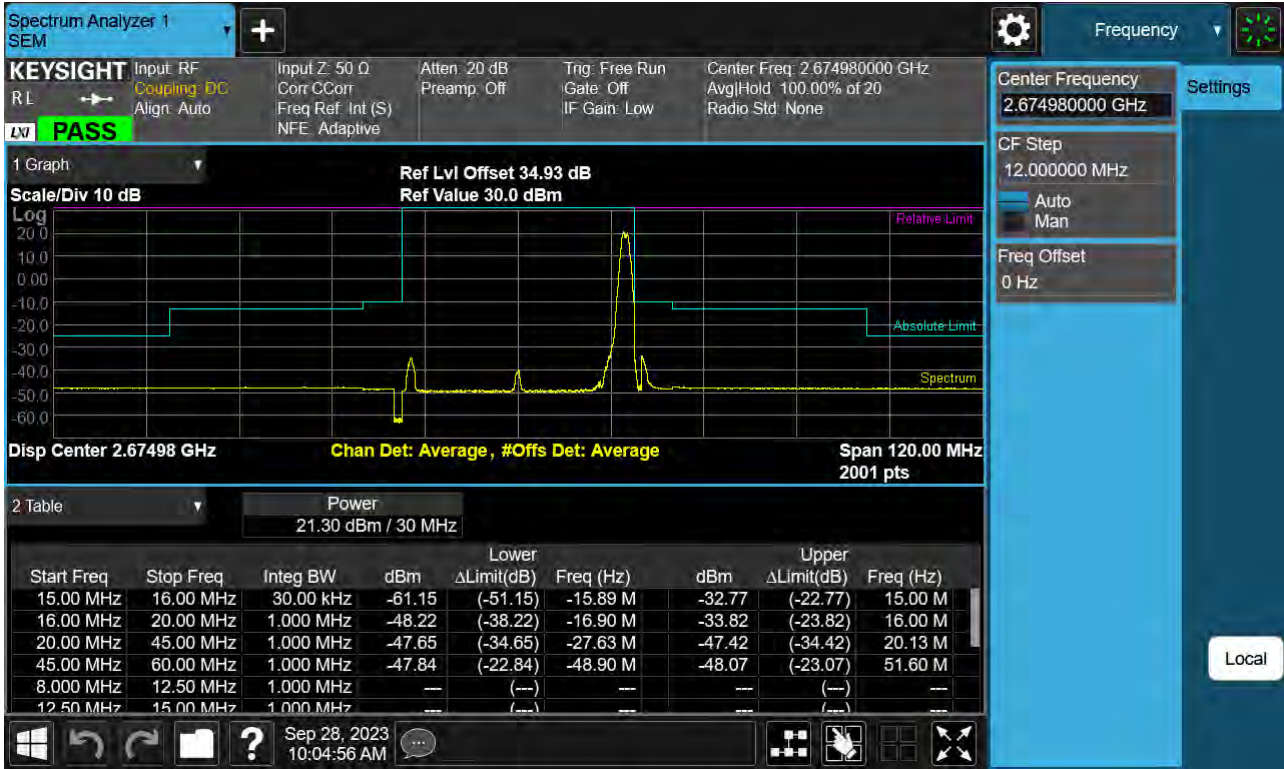 Spectrum Analyzer 1
SEM
+
Frequency
KEYSIGHT
Input: RF
Input Z: 50 Ω
Atten: 20 dB
Trig: Free Run
Center Freq: 2.674980000 GHz
RL
Coupling: DC
Corr CCorr
Preamp: Off
Gate: Off
Avg|Hold: 100.00% of 20
Align: Auto
Freq Ref: Int (S)
IF Gain: Low
Radio Std: None
LXI
PASS
NFE: Adaptive
Center Frequency
2.674980000 GHz
Settings
CF Step
12.000000 MHz
Auto
Man
Freq Offset
0 Hz
1 Graph
Ref Lvl Offset 34.93 dB
Scale/Div 10 dB
Ref Value 30.0 dBm
Log
Relative Limit
20.0
10.0
0.00
-10.0
-20.0
Absolute Limit
-30.0
-40.0
Spectrum
-50.0
-60.0
Disp Center 2.67498 GHz
Chan Det: Average , #Offs Det: Average
Span 120.00 MHz
2001 pts
2 Table
Power
21.30 dBm / 30 MHz
Lower Upper
Start Freq Stop Freq Integ BW dBm ΔLimit(dB) Freq (Hz) dBm ΔLimit(dB) Freq (Hz)
15.00 MHz 16.00 MHz 30.00 kHz -61.15 (-51.15) -15.89 M -32.77 (-22.77) 15.00 M
16.00 MHz 20.00 MHz 1.000 MHz -48.22 (-38.22) -16.90 M -33.82 (-23.82) 16.00 M
20.00 MHz 45.00 MHz 1.000 MHz -47.65 (-34.65) -27.63 M -47.42 (-34.42) 20.13 M
45.00 MHz 60.00 MHz 1.000 MHz -47.84 (-22.84) -48.90 M -48.07 (-23.07) 51.60 M
8.000 MHz 12.50 MHz 1.000 MHz --- (---) --- --- (---) ---
12.50 MHz 15.00 MHz 1.000 MHz --- (---) --- --- (---) ---
Local
?
Sep 28, 2023
10:04:56 AM